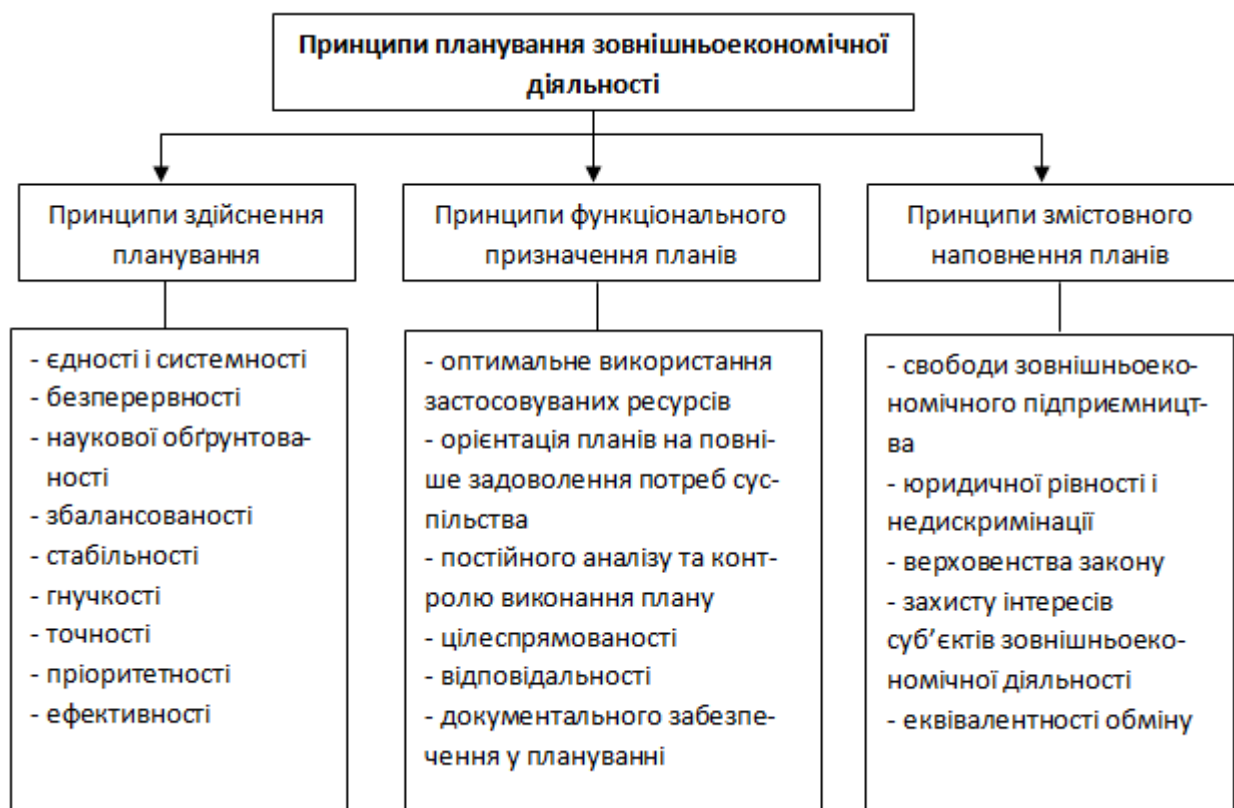 Принципи планування зовнішньоекономічної
діяльності
Принципи здійснення
планування
Принципи функціонального
призначення планів
Принципи змістовного
наповнення планів
- єдності і системності
- безперервності
- наукової обґрунтова-
ності
- збалансованості
- стабільності
- гнучкості
- точності
- пріоритетності
- ефективності
- оптимальне використання
застосовуваних ресурсів
- орієнтація планів на повні-
ше задоволення потреб сус-
пільства
- постійного аналізу та конт-
ролю виконання плану
- цілеспрямованості
- відповідальності
- документального забезпе-
чення у плануванні
- свободи зовнішньоеко-
номічного підприємницт-
ва
- юридичної рівності і
недискримінації
- верховенства закону
- захисту інтересів
суб’єктів зовнішньоеко-
номічної діяльності
- еквівалентності обміну